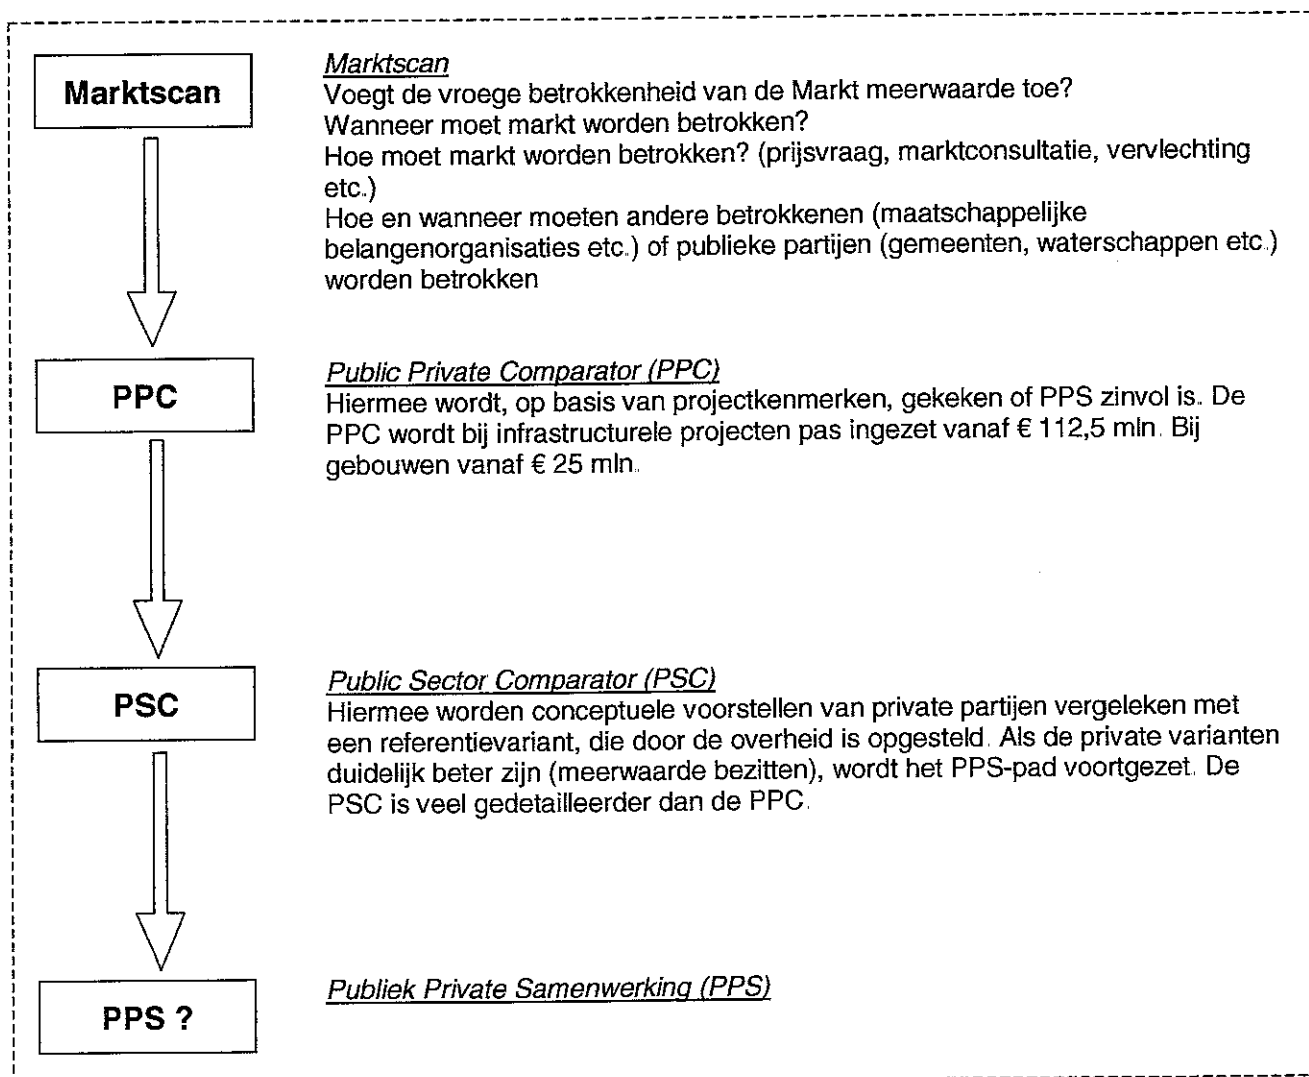 Marktscan
Marktscan
Voegt de vroege betrokkenheid van de Markt meerwaarde toe?
Wanneer moet markt worden betrokken?
Hoe moet markt worden betrokken? (prijsvraag, marktconsultatie, vervlechting
etc.)
Hoe en wanneer moeten andere betrokkenen (maatschappelijke
belangenorganisaties etc.) of publieke partijen (gemeenten, waterschappen etc.)
worden betrokken
PPC
Public Private Comparator (PPC)
Hiermee wordt, op basis van projectkenmerken, gekeken of PPS zinvol is. De
PPC wordt bij infrastructurele projecten pas ingezet vanaf € 112,5 mln. Bij
gebouwen vanaf € 25 mln.
PSC
Public Sector Comparator (PSC)
Hiermee worden conceptuele voorstellen van private partijen vergeleken met
een referentievariant, die door de overheid is opgesteld. Als de private varianten
duidelijk beter zijn (meerwaarde bezitten), wordt het PPS-pad voortgezet. De
PSC is veel gedetailleerder dan de PPC.
PPS ?
Publiek Private Samenwerking (PPS)